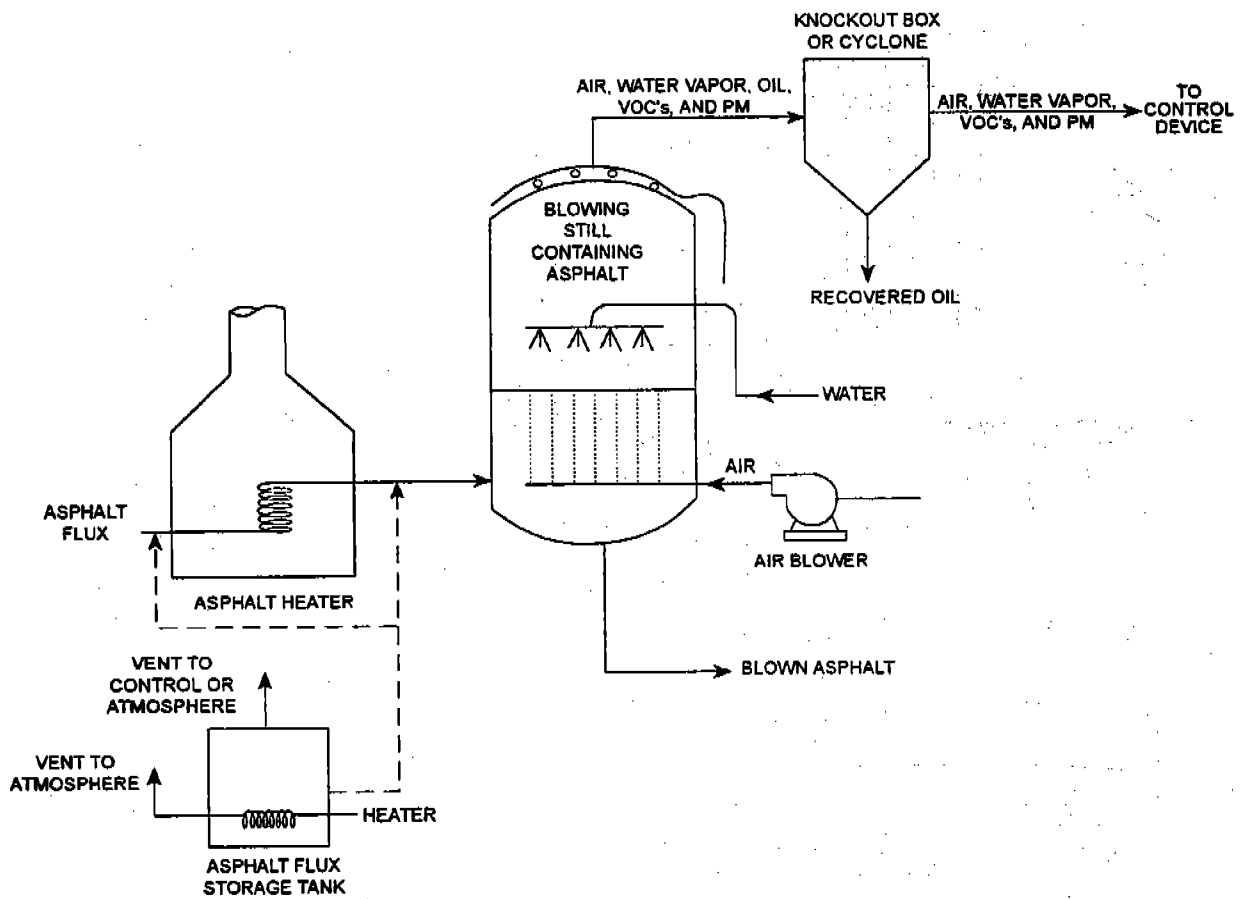 KNOCKOUT BOX
OR CYCLONE
AIR, WATER VAPOR, OIL,
VOC's, AND PM
AIR, WATER VAPOR,
VOC's, AND PM
TO
CONTROL
DEVICE
BLOWING
STILL
CONTAINING
ASPHALT
RECOVERED OIL
WATER
AIR
ASPHALT
FLUX
AIR BLOWER
ASPHALT HEATER
VENT TO
CONTROL OR
ATMOSPHERE
BLOWN ASPHALT
VENT TO
ATMOSPHERE
HEATER
ASPHALT FLUX
STORAGE TANK